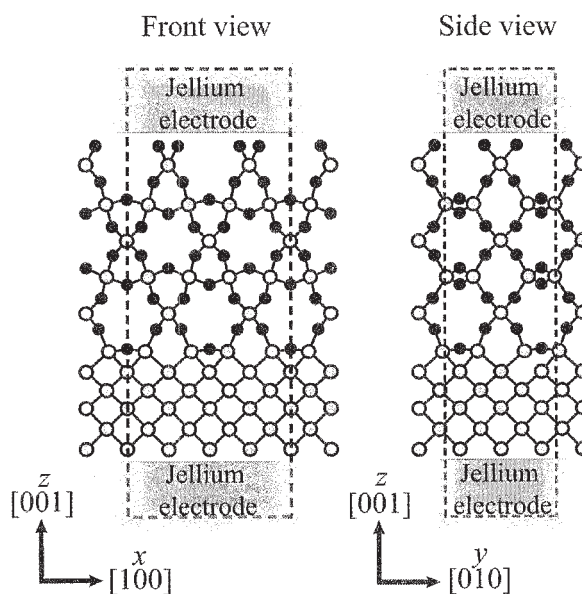 Front view
Side view
Jellium
electrode
Jellium
electrode
Jellium
electrode
Jellium
electrode
z
[001]
x
[100]
z
[001]
y
[010]